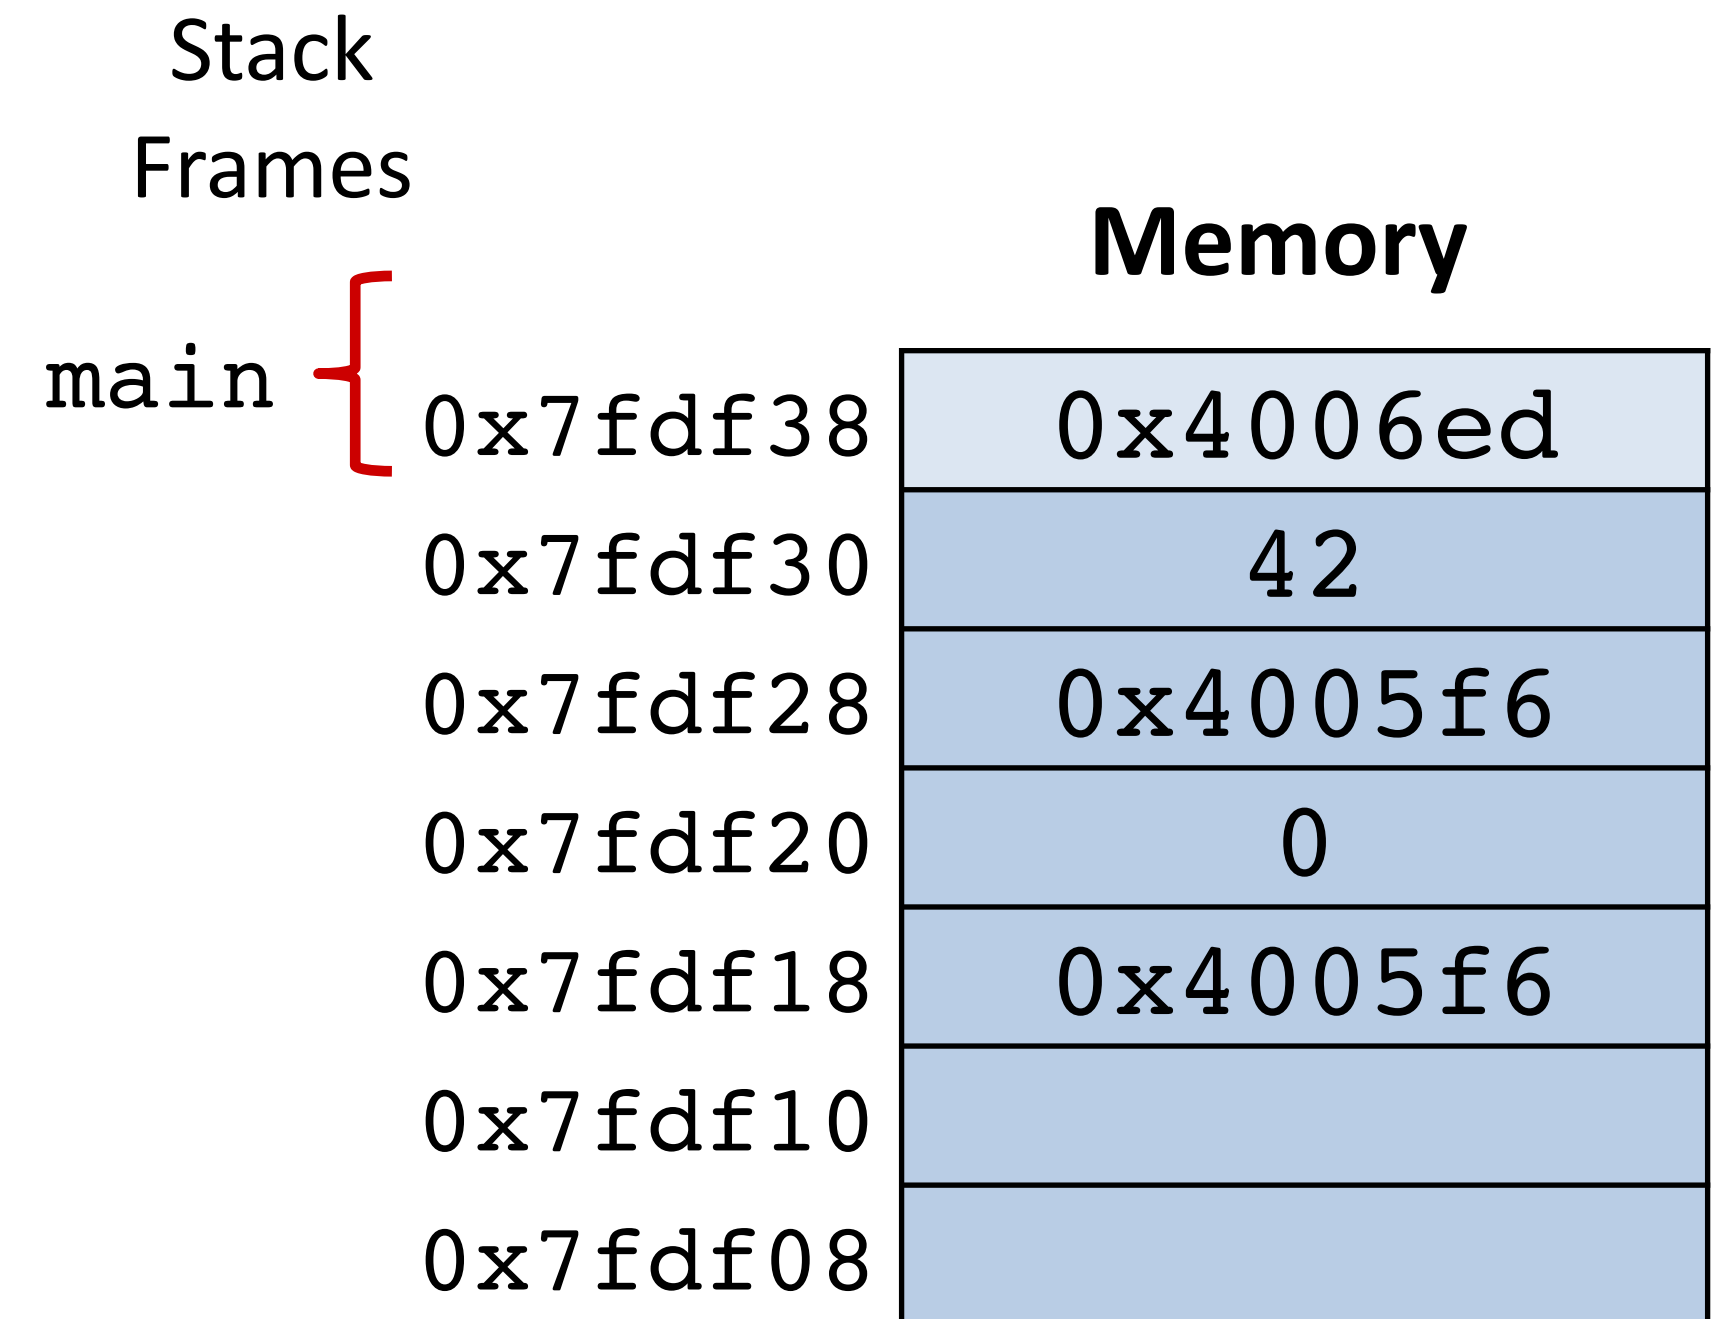 Stack
Frames
Memory
main
0x7fdf38 0x4006ed
0x7fdf30 42
0x7fdf28 0x4005f6
0x7fdf20 0
0x7fdf18 0x4005f6
0x7fdf10
0x7fdf08